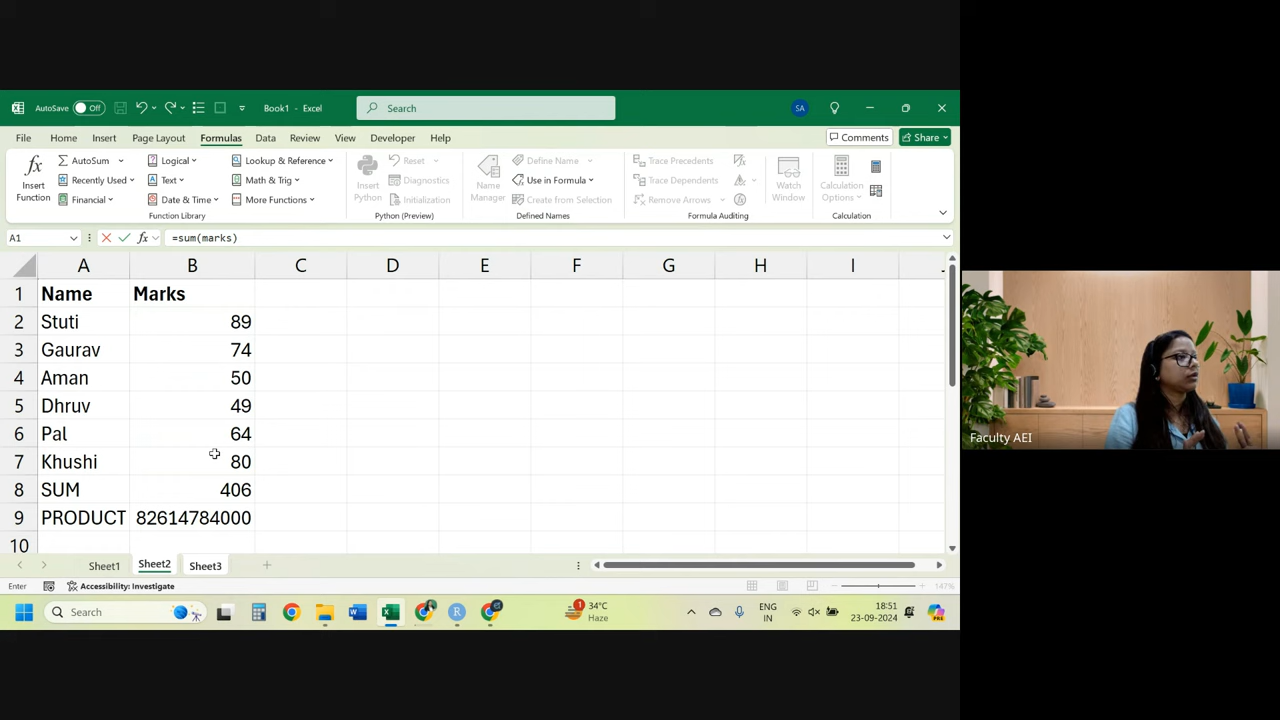 AutoSave Off Book1 - Excel Search SA
File Home Insert Page Layout Formulas Data Review View Developer Help Comments Share
Insert Function
AutoSum
Recently Used
Financial
Logical
Text
Date & Time
Lookup & Reference
Math & Trig
More Functions
Function Library
Insert Python
Reset
Diagnostics
Initialization
Python (Preview)
Name Manager
Define Name
Use in Formula
Create from Selection
Defined Names
Trace Precedents
Trace Dependents
Remove Arrows
Formula Auditing
Watch Window
Calculation Options
Calculation
A1 fx =sum(marks)
A B C D E F G H I
1 Name Marks
2 Stuti 89
3 Gaurav 74
4 Aman 50
5 Dhruv 49
6 Pal 64
7 Khushi 80
8 SUM 406
9 PRODUCT 82614784000
10
Sheet1 Sheet2 Sheet3
Enter Accessibility: Investigate 147%
Search
34°C
Haze
ENG
IN
18:51
23-09-2024
Faculty AEI